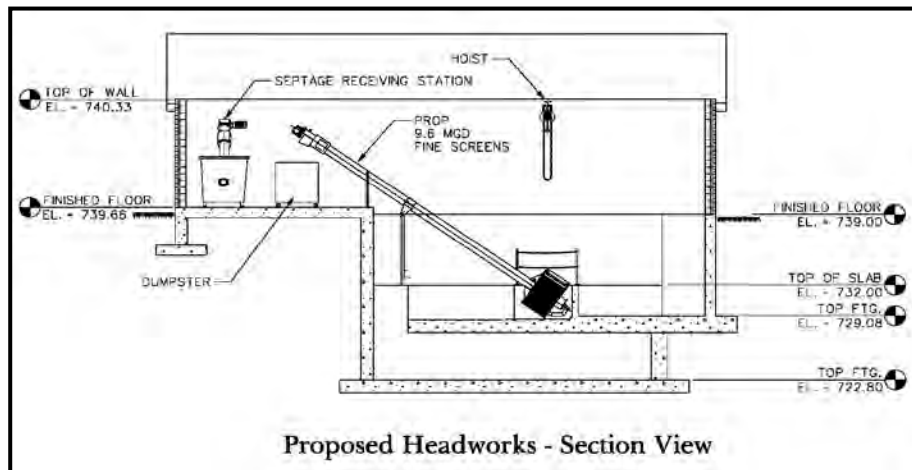 HOIST
SEPTAGE RECEIVING STATION
TOP OF WALL
EL. - 740.33
PROP
9.6 MGD
FINE SCREENS
FINISHED FLOOR
EL. - 739.66
FINISHED FLOOR
EL. - 739.00
DUMPSTER
TOP OF SLAB
EL. - 732.00
TOP FTG.
EL. - 729.08
TOP FTG.
EL. - 722.80
Proposed Headworks - Section View